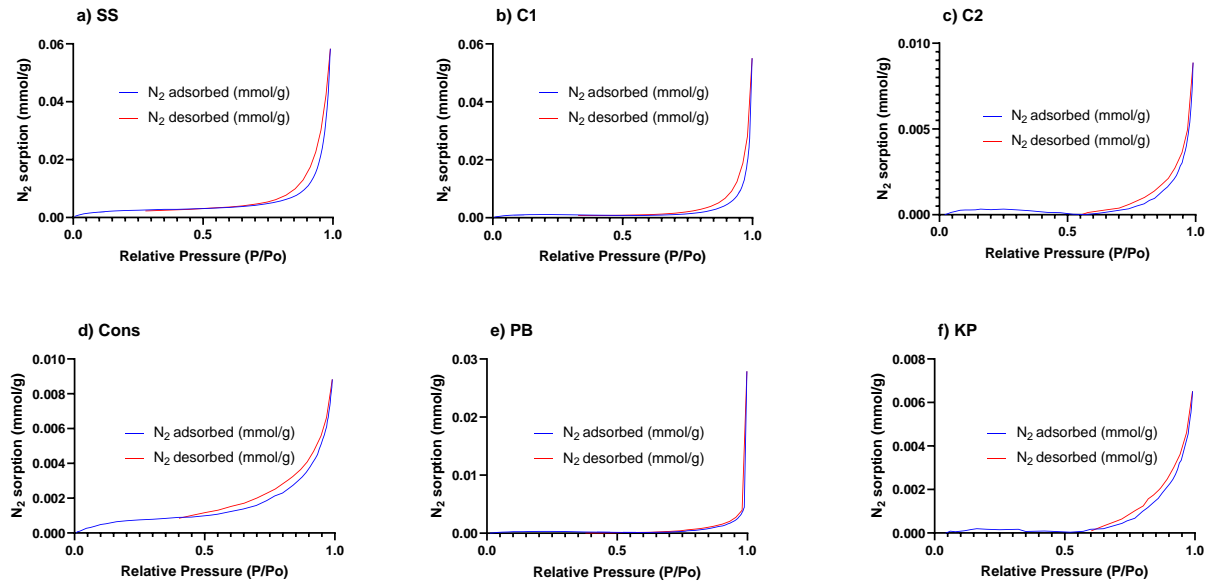 a) SS
N2 sorption (mmol/g)
0.06
0.04
0.02
0.00
N2 adsorbed (mmol/g)
N2 desorbed (mmol/g)
0.0 0.5 1.0
Relative Pressure (P/Po)
b) C1
N2 sorption (mmol/g)
0.06
0.04
0.02
0.00
N2 adsorbed (mmol/g)
N2 desorbed (mmol/g)
0.0 0.5 1.0
Relative Pressure (P/Po)
c) C2
N2 sorption (mmol/g)
0.010
0.005
0.000
N2 adsorbed (mmol/g)
N2 desorbed (mmol/g)
0.0 0.5 1.0
Relative Pressure (P/Po)
d) Cons
N2 sorption (mmol/g)
0.010
0.008
0.006
0.004
0.002
0.000
N2 adsorbed (mmol/g)
N2 desorbed (mmol/g)
0.0 0.5 1.0
Relative Pressure (P/Po)
e) PB
N2 sorption (mmol/g)
0.03
0.02
0.01
0.00
N2 adsorbed (mmol/g)
N2 desorbed (mmol/g)
0.0 0.5 1.0
Relative Pressure (P/Po)
f) KP
N2 sorption (mmol/g)
0.008
0.006
0.004
0.002
0.000
N2 adsorbed (mmol/g)
N2 desorbed (mmol/g)
0.0 0.5 1.0
Relative Pressure (P/Po)